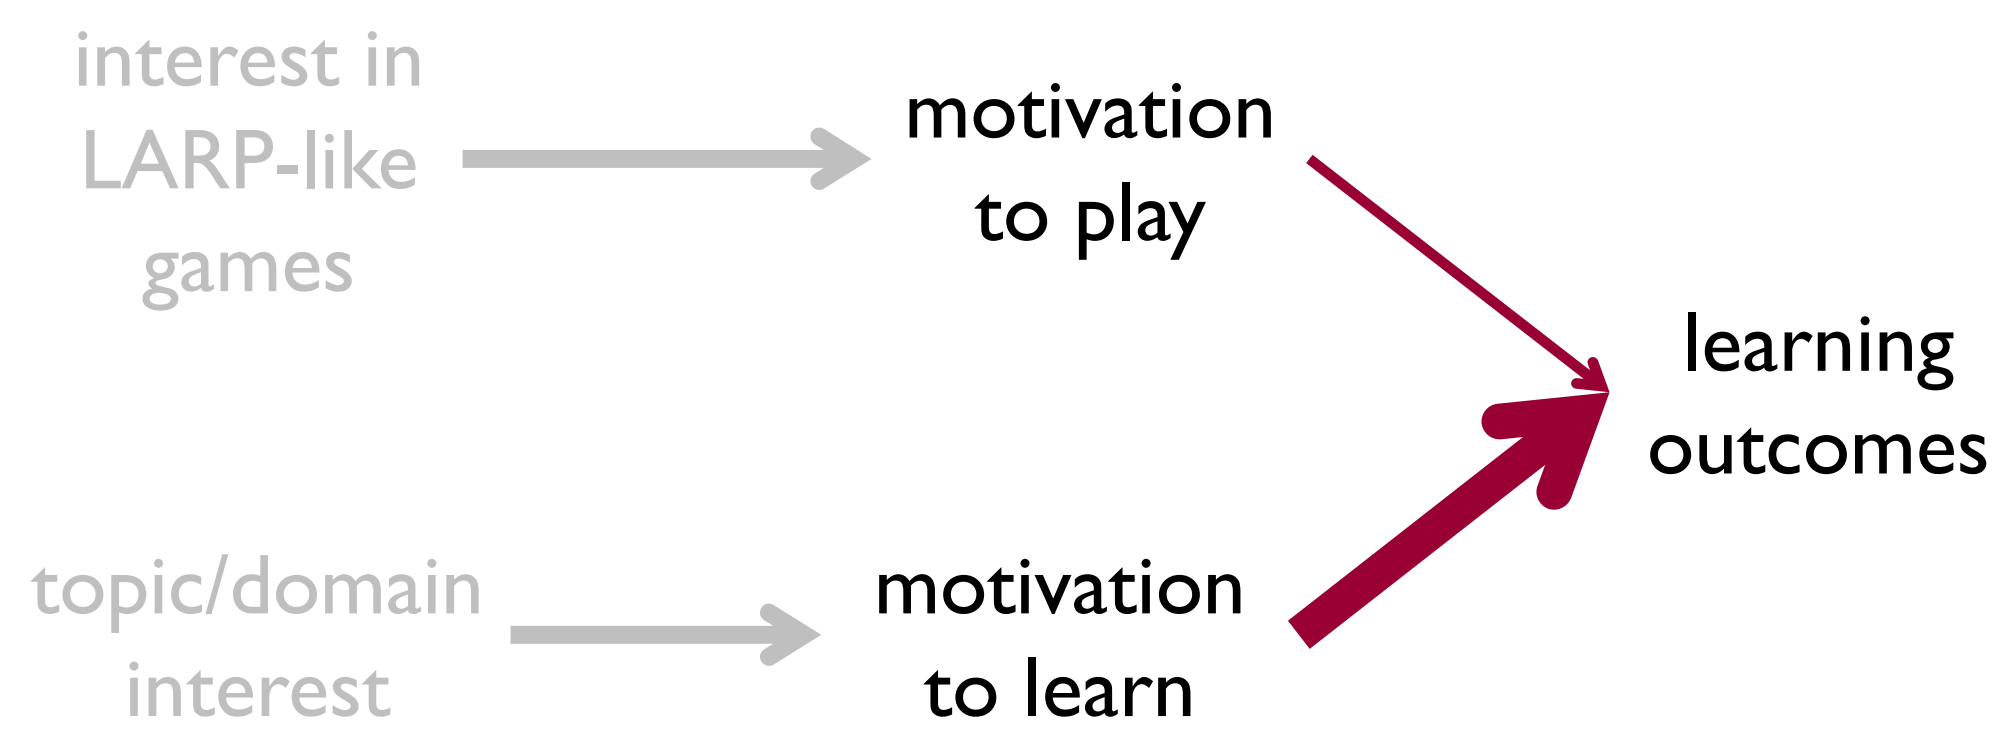 interest in
LARP-like
games
motivation
to play
learning
outcomes
topic/domain
interest
motivation
to learn